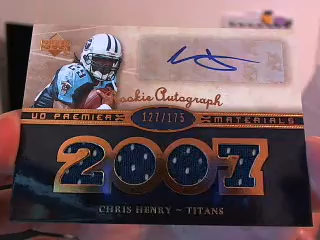 Rookie Autograph
UD PREMIER 127/175 MATERIALS
2007
CHRIS HENRY - TITANS